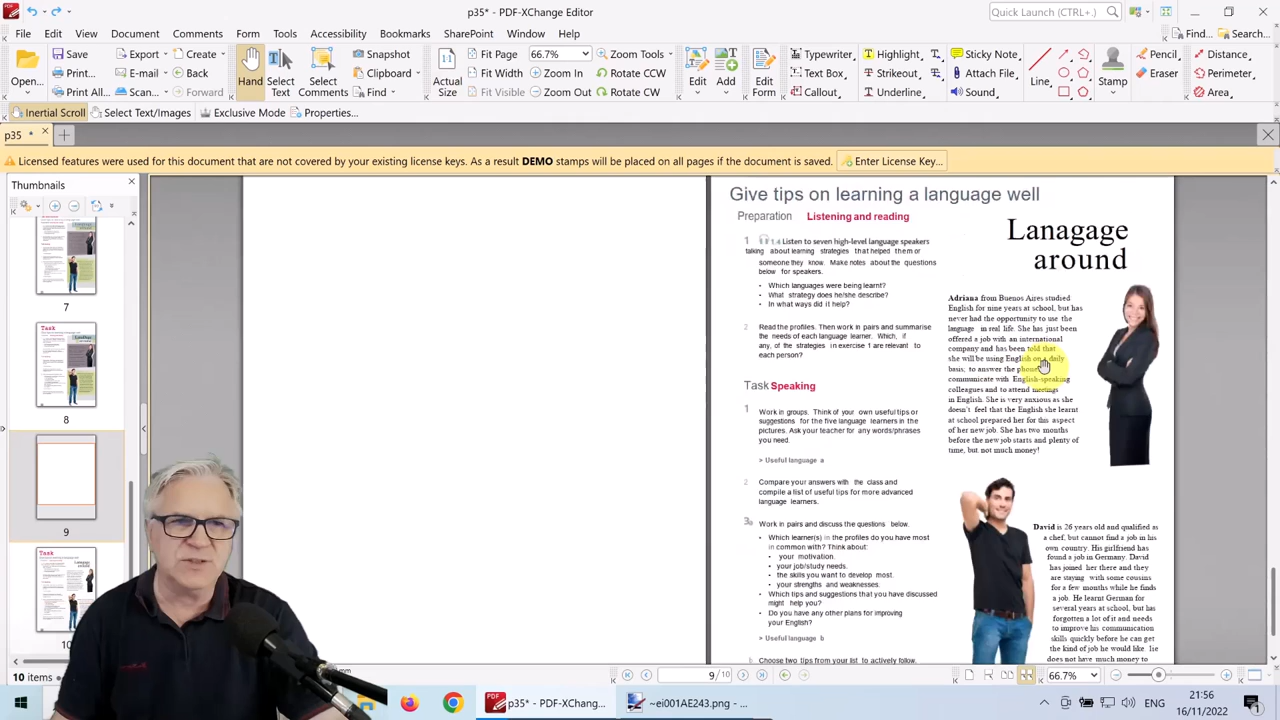 p35* - PDF-XChange Editor
Quick Launch (CTRL+.)
File Edit View Document Comments Form Tools Accessibility Bookmarks SharePoint Window Help
Find... Search...
Open... Save Print... Print All...
Export E-mail Scan...
Create Back Forward
Hand Select Text Select Comments
Snapshot Clipboard Find
Actual Size Fit Page Fit Width Fit Visible
66.7% Zoom In Zoom Out
Zoom Tools Rotate CCW Rotate CW
Edit Add Edit Form
Typewriter Text Box Callout
Highlight Strikeout Underline
Sticky Note Attach File Sound
Line Stamp Pencil Eraser
Distance Perimeter Area
Inertial Scroll Select Text/Images Exclusive Mode Properties...
p35 *
Licensed features were used for this document that are not covered by your existing license keys. As a result DEMO stamps will be placed on all pages if the document is saved. Enter License Key...
Thumbnails
7
Task
8
9
Task
10
10 items
Give tips on learning a language well
Preparation Listening and reading
1 1.4 Listen to seven high-level language speakers
talking about learning strategies that helped them or
someone they know. Make notes about the questions
below for speakers.
• Which languages were being learnt?
• What strategy does he/she describe?
• In what ways did it help?
2 Read the profiles. Then work in pairs and summarise
the needs of each language learner. Which, if
any, of the strategies in exercise 1 are relevant to
each person?
Task Speaking
1 Work in groups. Think of your own useful tips or
suggestions for the five language learners in the
pictures. Ask your teacher for any words/phrases
you need.
> Useful language a
2 Compare your answers with the class and
compile a list of useful tips for more advanced
language learners.
3a Work in pairs and discuss the questions below.
• Which learner(s) in the profiles do you have most
in common with? Think about:
• your motivation.
• your job/study needs.
• the skills you want to develop most.
• your strengths and weaknesses.
• Which tips and suggestions that you have discussed
might help you?
• Do you have any other plans for improving
your English?
> Useful language b
b Choose two tips from your list to actively follow.
Lanagage
around
Adriana from Buenos Aires studied
English for nine years at school, but has
never had the opportunity to use the
language in real life. She has just been
offered a job with an international
company and has been told that
she will be using English on a daily
basis; to answer the phone
communicate with English-speaking
colleagues and to attend meetings
in English. She is very anxious as she
doesn't feel that the English she learnt
at school prepared her for this aspect
of her new job. She has two months
before the new job starts and plenty of
time, but not much money!
David is 26 years old and qualified as
a chef, but cannot find a job in his
own country. His girlfriend has
found a job in Germany. David
has joined her there and they
are staying with some cousins
for a few months while he finds
a job. He learnt German for
several years at school, but has
forgotten a lot of it and needs
to improve his communication
skills quickly before he can get
the kind of job he would like. He
does not have much money to
9 / 10
66.7%
p35* - PDF-XChang...
~ei001AE243.png - ...
ENG
21:56
16/11/2022